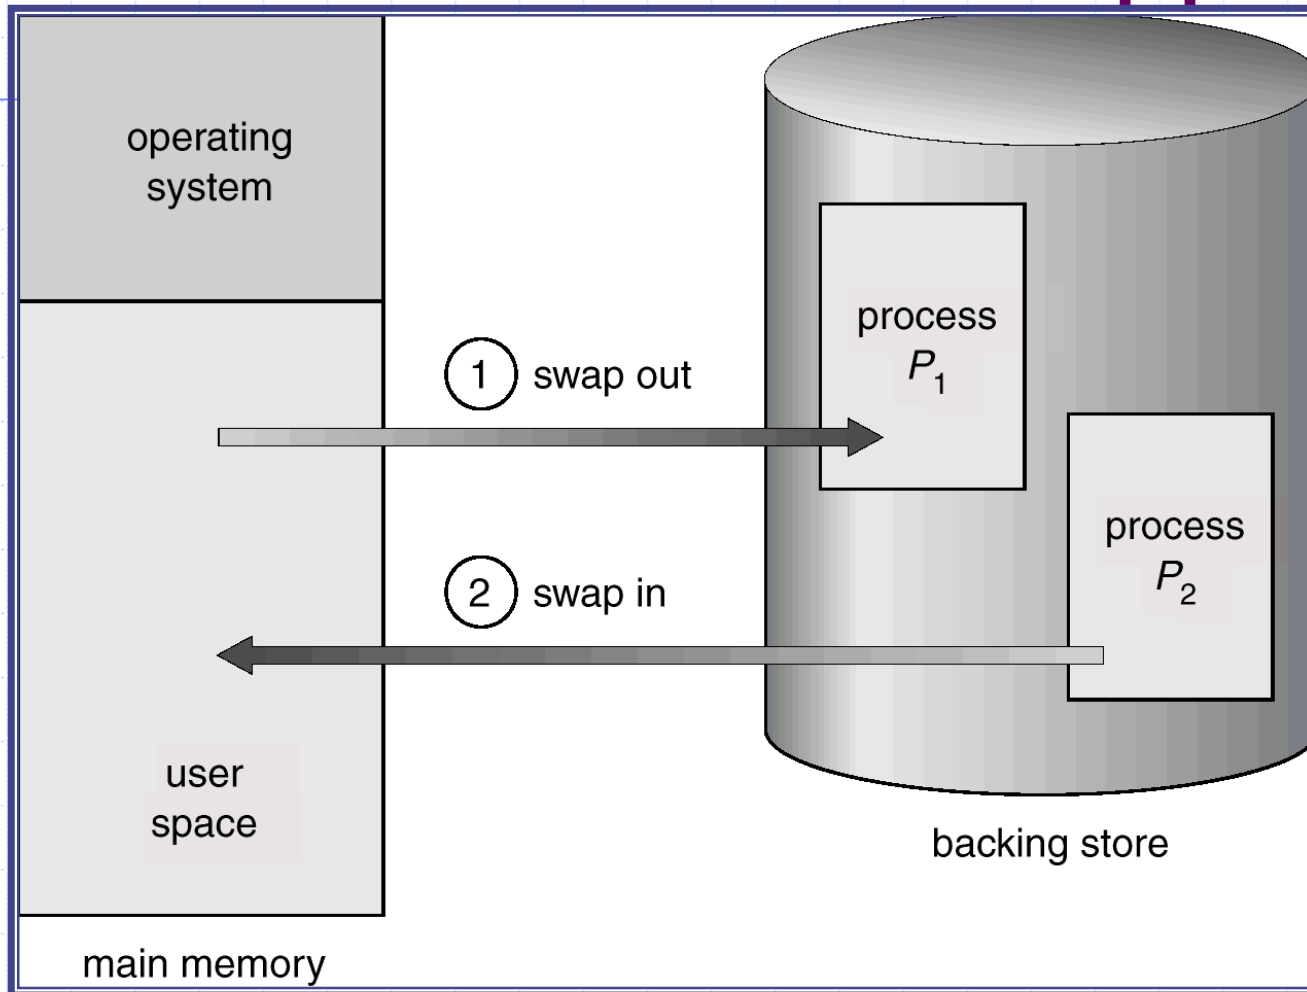 operating
system
process
P1
1 swap out
process
P2
2 swap in
user
space
backing store
main memory